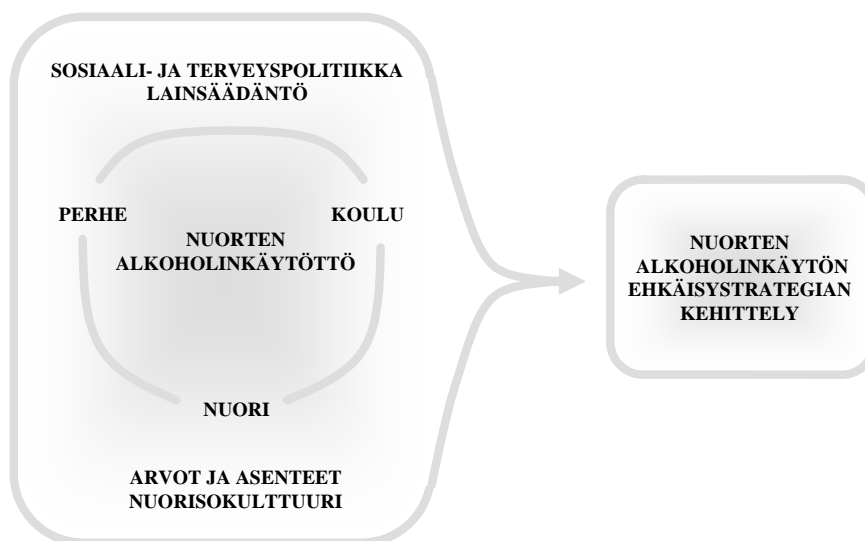 SOSIAALI- JA TERVEYSPOLITIIKKA
LAINSÄÄDÄNTÖ
PERHE
KOULU
NUORTEN
ALKOHOLINKÄYTÖTTÖ
NUORI
ARVOT JA ASENTEET
NUORISOKULTTUURI
NUORTEN
ALKOHOLINKÄYTÖN
EHKÄISYSTRATEGIAN
KEHITTELY